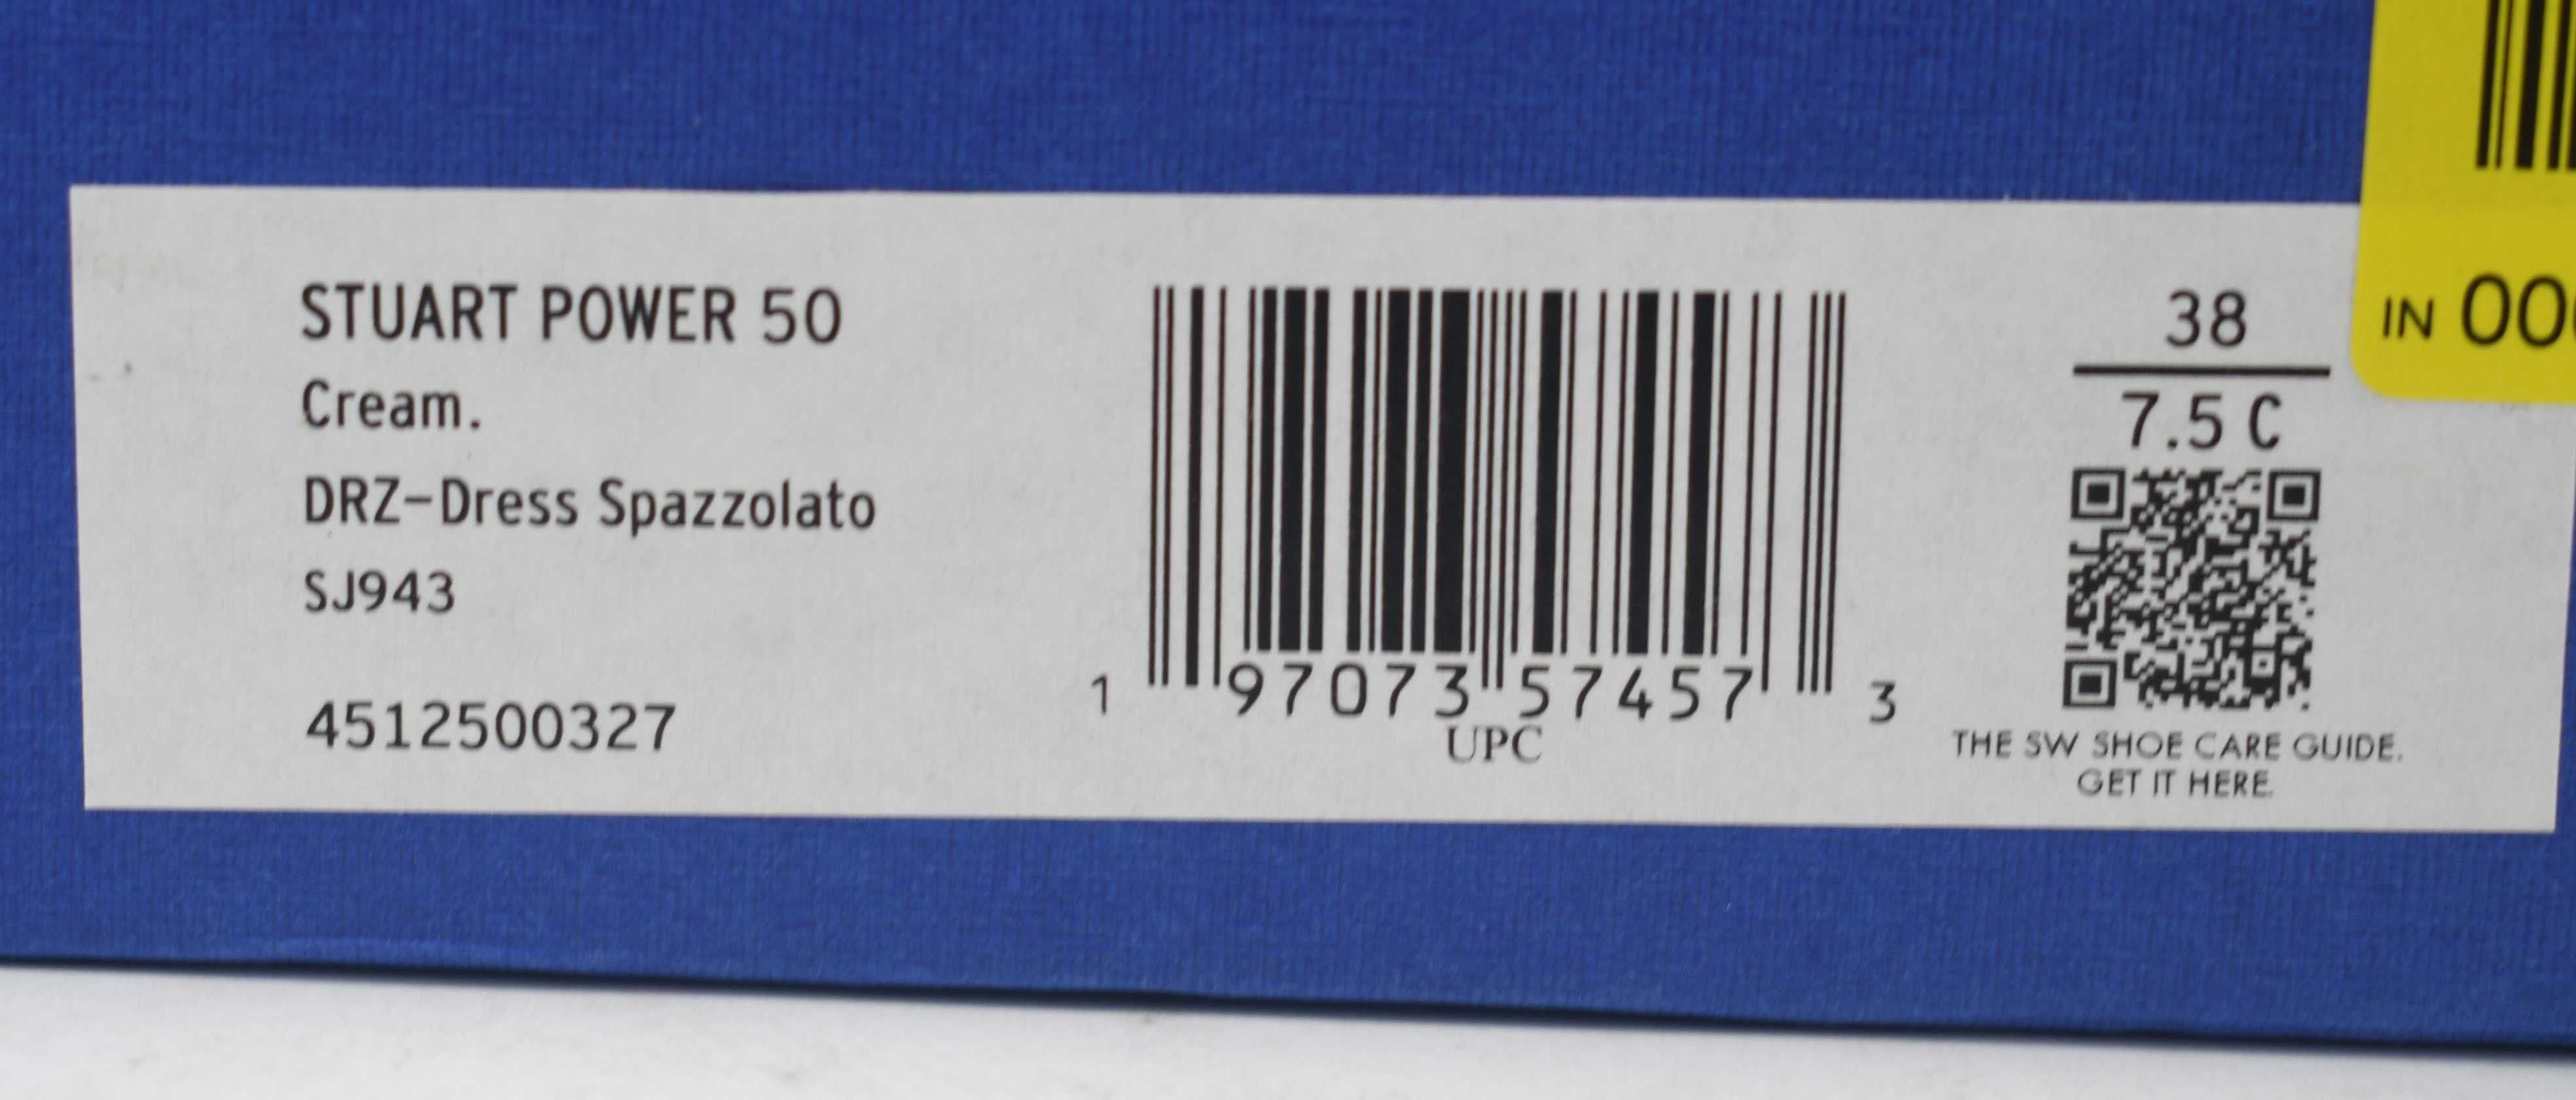 STUART POWER 50
Cream.
DRZ-Dress Spazzolato
SJ943
4512500327
1 97073 57457 3
UPC
38
7.5 C
THE SW SHOE CARE GUIDE.
GET IT HERE.
IN 00